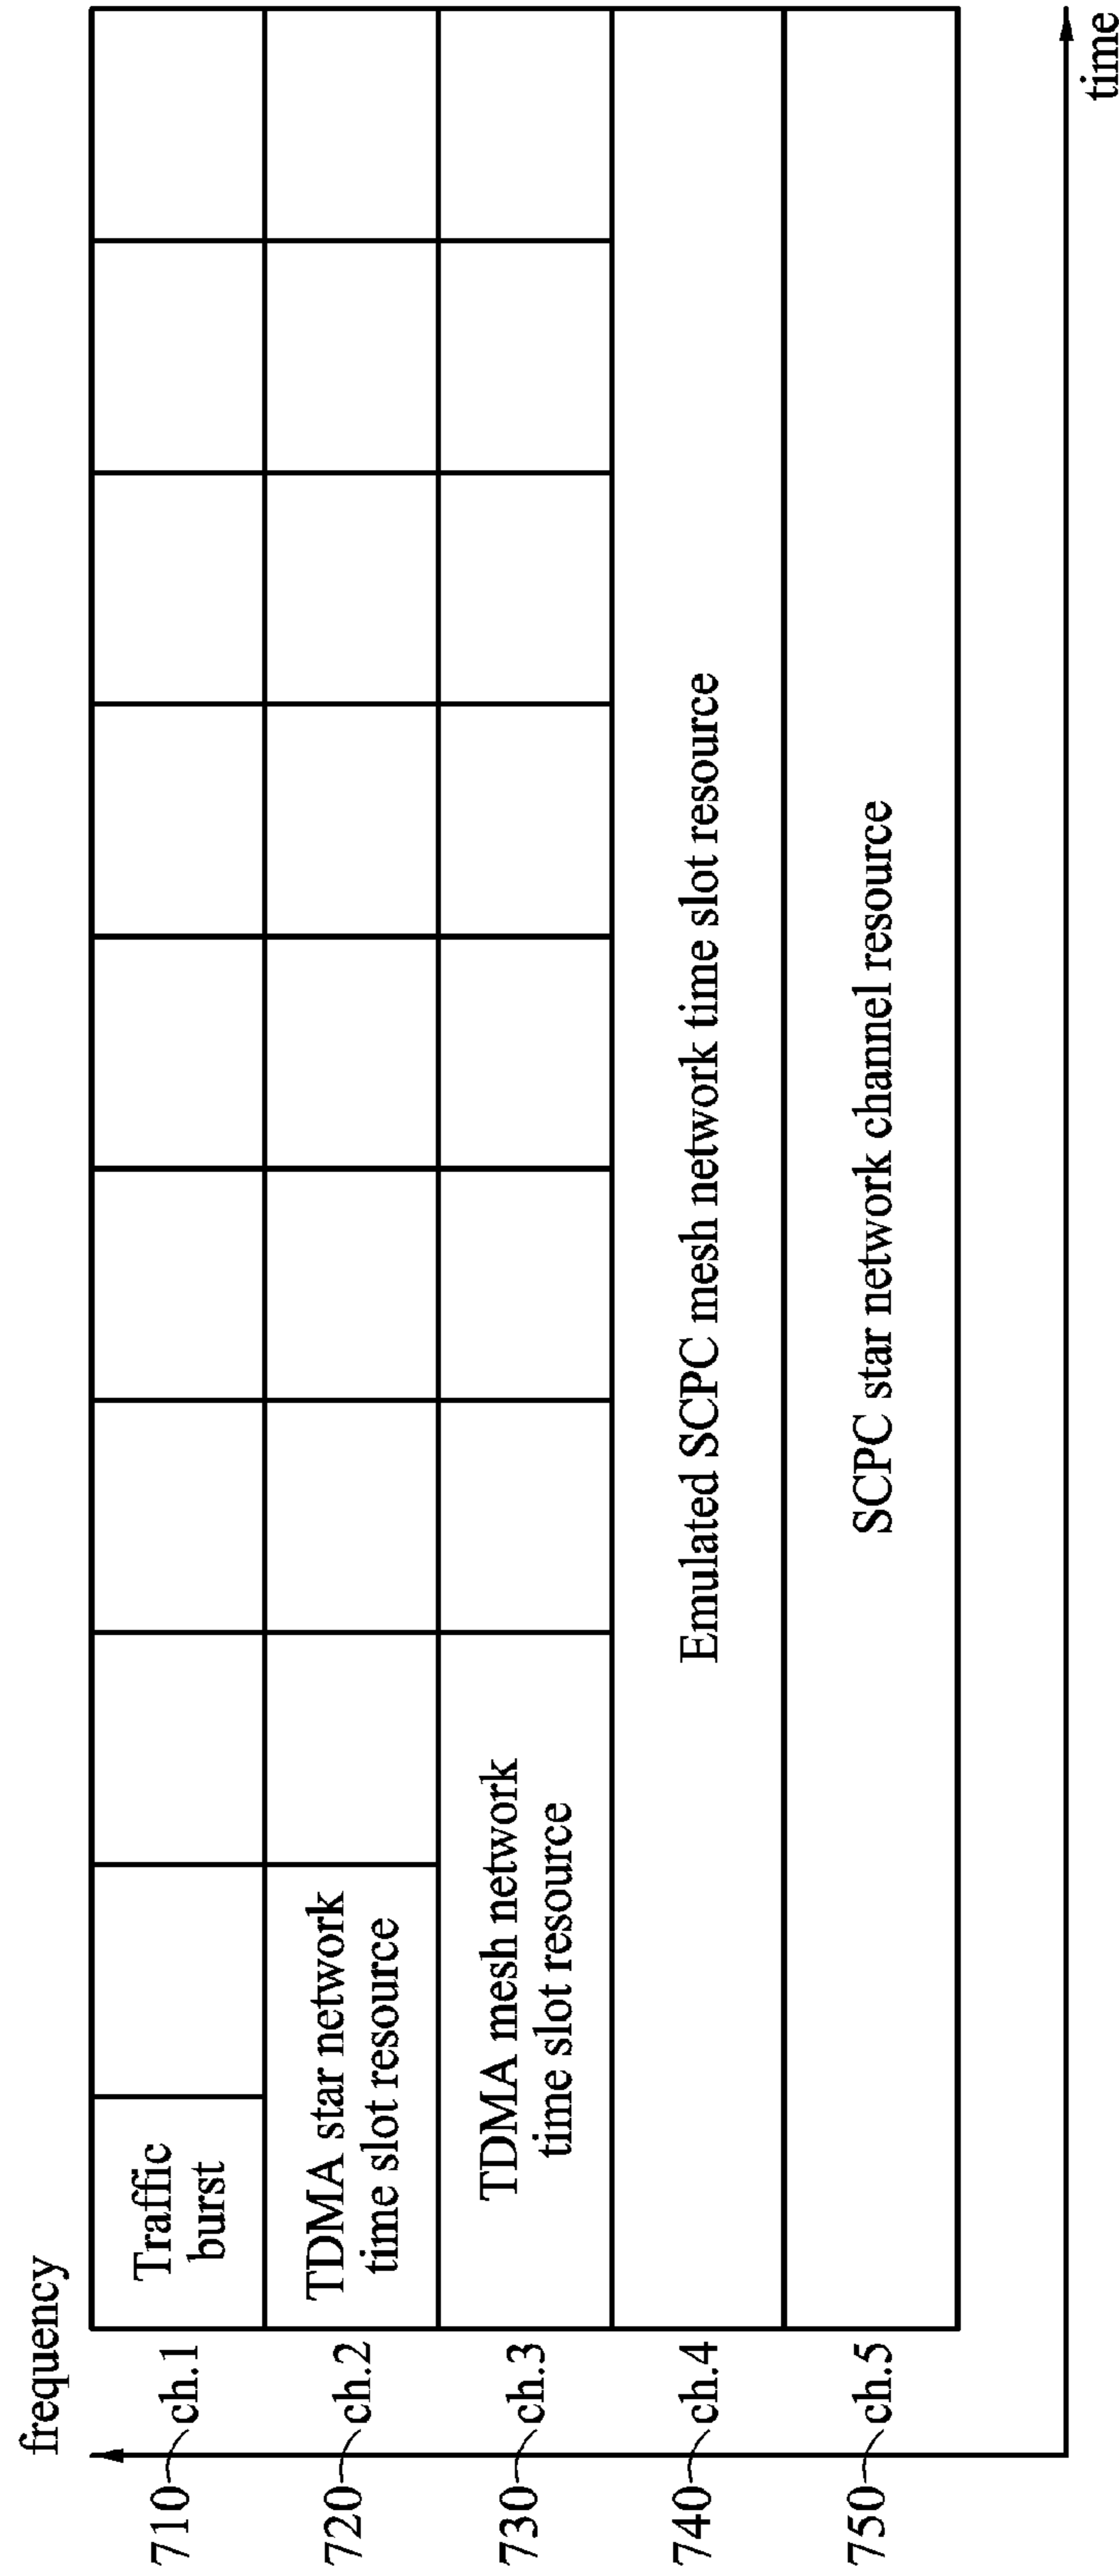 frequency
710 ch.1
Traffic
burst
720 ch.2
TDMA star network
time slot resource
730 ch.3
TDMA mesh network
time slot resource
740 ch.4
Emulated SCPC mesh network time slot resource
750 ch.5
SCPC star network channel resource
time